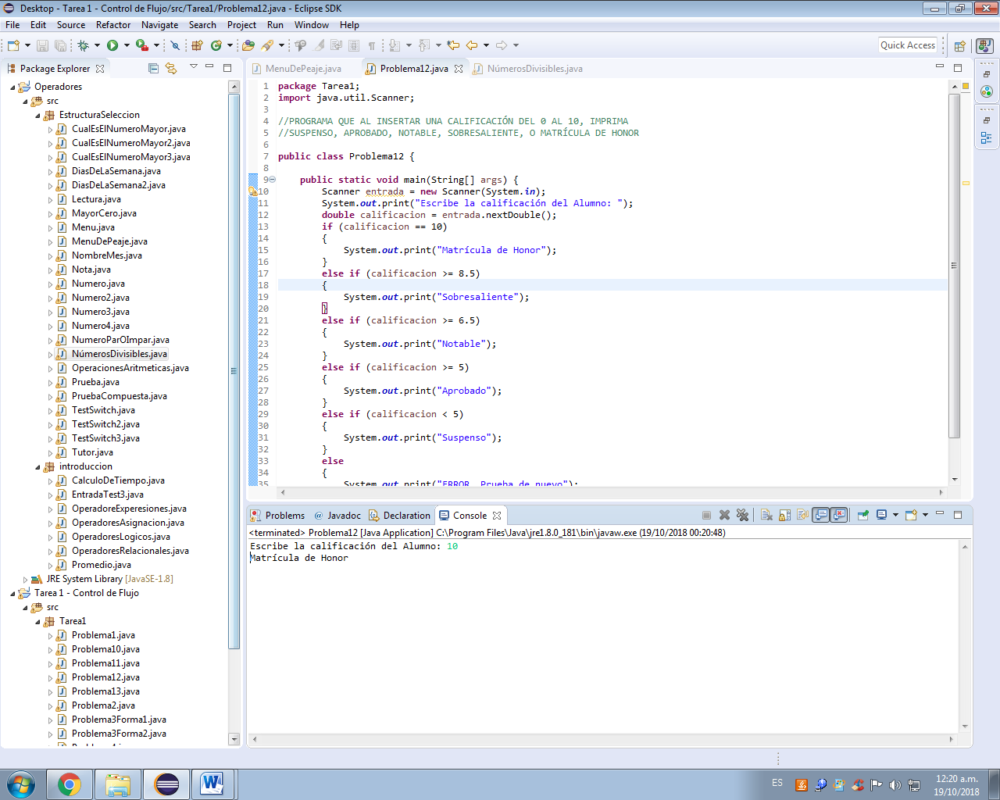 Desktop - Tarea 1 - Control de Flujo/src/Tarea1/Problema12.java - Eclipse SDK
File Edit Source Refactor Navigate Search Project Run Window Help
Quick Access
Package Explorer
Operadores
src
EstructuraSeleccion
CualEsElNumeroMayor.java
CualEsElNumeroMayor2.java
CualEsElNumeroMayor3.java
DiasDeLaSemana.java
DiasDeLaSemana2.java
Lectura.java
MayorCero.java
Menu.java
MenuDePeaje.java
NombreMes.java
Nota.java
Numero.java
Numero2.java
Numero3.java
Numero4.java
NumeroParOImpar.java
NúmerosDivisibles.java
OperacionesAritmeticas.java
Prueba.java
PruebaCompuesta.java
TestSwitch.java
TestSwitch2.java
TestSwitch3.java
Tutor.java
introduccion
CalculoDeTiempo.java
EntradaTest3.java
OperadoreExperesiones.java
OperadoresAsignacion.java
OperadoresLogicos.java
OperadoresRelacionales.java
Promedio.java
JRE System Library [JavaSE-1.8]
Tarea 1 - Control de Flujo
src
Tarea1
Problema1.java
Problema10.java
Problema11.java
Problema12.java
Problema13.java
Problema2.java
Problema3Forma1.java
Problema3Forma2.java
MenuDePeaje.java Problema12.java NúmerosDivisibles.java
1 package Tarea1;
2 import java.util.Scanner;
3
4 //PROGRAMA QUE AL INSERTAR UNA CALIFICACIÓN DEL 0 AL 10, IMPRIMA
5 //SUSPENSO, APROBADO, NOTABLE, SOBRESALIENTE, O MATRÍCULA DE HONOR
6
7 public class Problema12 {
8
9 public static void main(String[] args) {
10 Scanner entrada = new Scanner(System.in);
11 System.out.print("Escribe la calificación del Alumno: ");
12 double calificacion = entrada.nextDouble();
13 if (calificacion == 10)
14 {
15 System.out.print("Matrícula de Honor");
16 }
17 else if (calificacion >= 8.5)
18 {
19 System.out.print("Sobresaliente");
20 }
21 else if (calificacion >= 6.5)
22 {
23 System.out.print("Notable");
24 }
25 else if (calificacion >= 5)
26 {
27 System.out.print("Aprobado");
28 }
29 else if (calificacion < 5)
30 {
31 System.out.print("Suspenso");
32 }
33 else
34 {
35 System.out.print("ERROR. Prueba de nuevo");
Problems Javadoc Declaration Console
<terminated> Problema12 [Java Application] C:\Program Files\Java\jre1.8.0_181\bin\javaw.exe (19/10/2018 00:20:48)
Escribe la calificación del Alumno: 10
Matrícula de Honor
ES
12:20 a.m.
19/10/2018